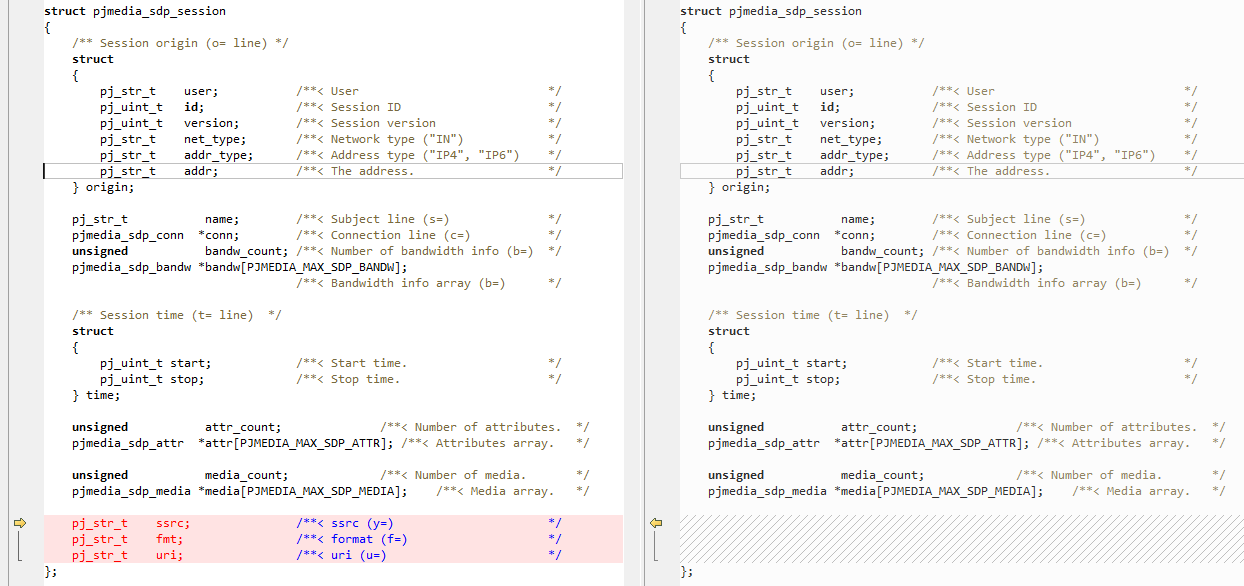 struct pjmedia_sdp_session
{
    /** Session origin (o= line) */
    struct
    {
        pj_str_t    user;           /**< User                           */
        pj_uint_t   id;             /**< Session ID                     */
        pj_uint_t   version;        /**< Session version                */
        pj_str_t    net_type;       /**< Network type ("IN")            */
        pj_str_t    addr_type;      /**< Address type ("IP4", "IP6")    */
        pj_str_t    addr;           /**< The address.                   */
    } origin;

    pj_str_t           name;        /**< Subject line (s=)              */
    pjmedia_sdp_conn  *conn;        /**< Connection line (c=)           */
    unsigned           bandw_count; /**< Number of bandwidth info (b=)  */
    pjmedia_sdp_bandw *bandw[PJMEDIA_MAX_SDP_BANDW];
                                    /**< Bandwidth info array (b=)      */

    /** Session time (t= line)  */
    struct
    {
        pj_uint_t start;            /**< Start time.                    */
        pj_uint_t stop;             /**< Stop time.                     */
    } time;

    unsigned           attr_count;              /**< Number of attributes.  */
    pjmedia_sdp_attr  *attr[PJMEDIA_MAX_SDP_ATTR]; /**< Attributes array.   */

    unsigned           media_count;             /**< Number of media.       */
    pjmedia_sdp_media *media[PJMEDIA_MAX_SDP_MEDIA];    /**< Media array.   */

    pj_str_t    ssrc;               /**< ssrc (y=)                      */
    pj_str_t    fmt;                /**< format (f=)                    */
    pj_str_t    uri;                /**< uri (u=)                       */
};
struct pjmedia_sdp_session
{
    /** Session origin (o= line) */
    struct
    {
        pj_str_t    user;           /**< User                           */
        pj_uint_t   id;             /**< Session ID                     */
        pj_uint_t   version;        /**< Session version                */
        pj_str_t    net_type;       /**< Network type ("IN")            */
        pj_str_t    addr_type;      /**< Address type ("IP4", "IP6")    */
        pj_str_t    addr;           /**< The address.                   */
    } origin;

    pj_str_t           name;        /**< Subject line (s=)              */
    pjmedia_sdp_conn  *conn;        /**< Connection line (c=)           */
    unsigned           bandw_count; /**< Number of bandwidth info (b=)  */
    pjmedia_sdp_bandw *bandw[PJMEDIA_MAX_SDP_BANDW];
                                    /**< Bandwidth info array (b=)      */

    /** Session time (t= line)  */
    struct
    {
        pj_uint_t start;            /**< Start time.                    */
        pj_uint_t stop;             /**< Stop time.                     */
    } time;

    unsigned           attr_count;              /**< Number of attributes.  */
    pjmedia_sdp_attr  *attr[PJMEDIA_MAX_SDP_ATTR]; /**< Attributes array.   */

    unsigned           media_count;             /**< Number of media.       */
    pjmedia_sdp_media *media[PJMEDIA_MAX_SDP_MEDIA];    /**< Media array.   */

};